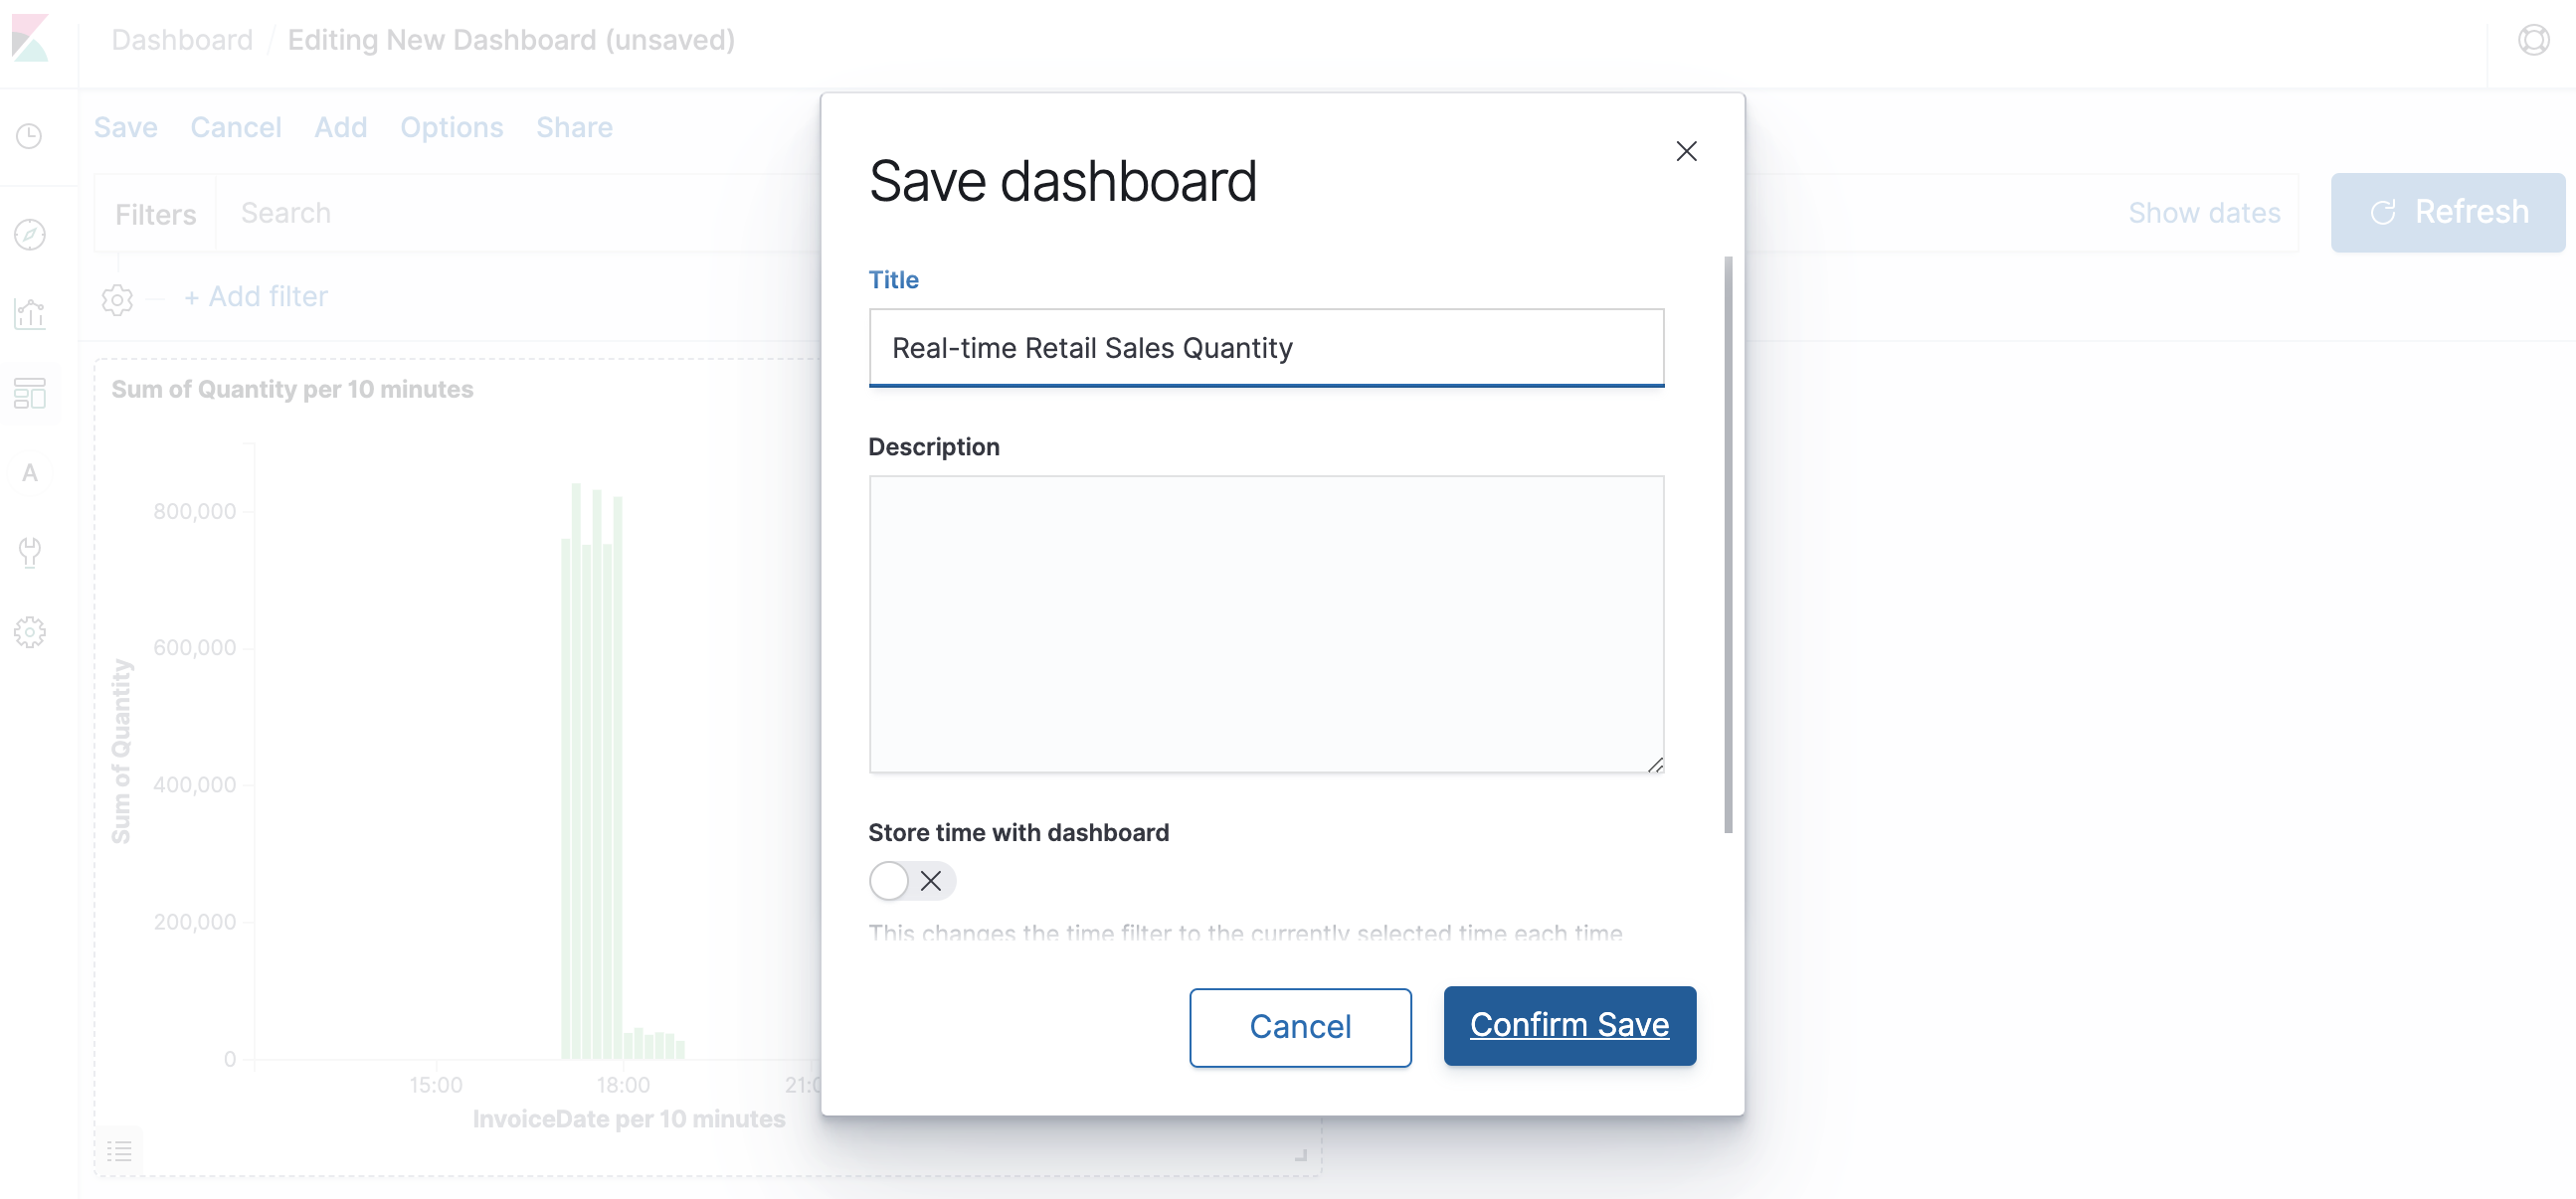 Dashboard / Editing New Dashboard (unsaved)
Save Cancel Add Options Share
Filters Search Show dates Refresh
+ Add filter
A
Sum of Quantity per 10 minutes
Sum of Quantity
800,000
600,000
400,000
200,000
0
15:00 18:00
InvoiceDate per 10 minutes
Save dashboard
Title
Real-time Retail Sales Quantity
Description
Store time with dashboard
This changes the time filter to the currently selected time each time
Cancel Confirm Save